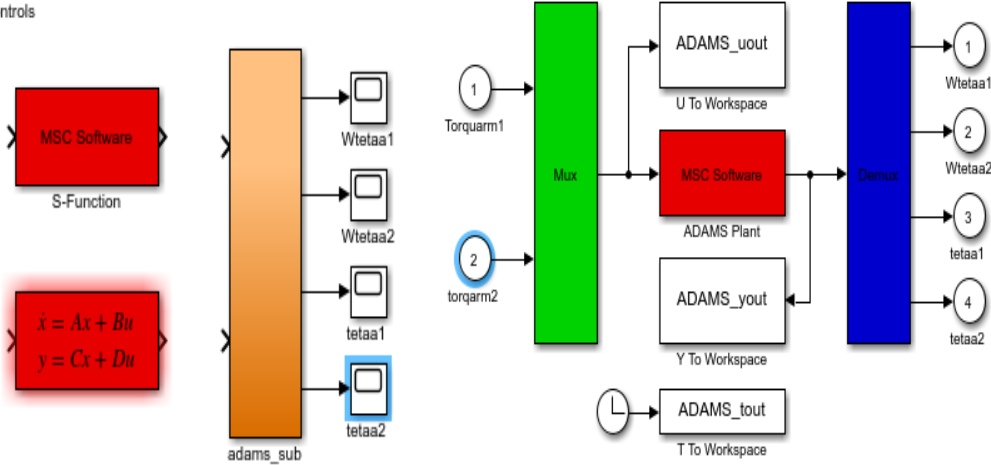 ntrols
MSC Software
S-Function
ẋ = Ax + Bu
y = Cx + Du
adams_sub
Wtetaa1
Wtetaa2
tetaa1
tetaa2
1
Torquarm1
2
torqarm2
Mux
ADAMS_uout
U To Workspace
MSC Software
ADAMS Plant
ADAMS_yout
Y To Workspace
ADAMS_tout
T To Workspace
Demux
1
Wtetaa1
2
Wtetaa2
3
tetaa1
4
tetaa2